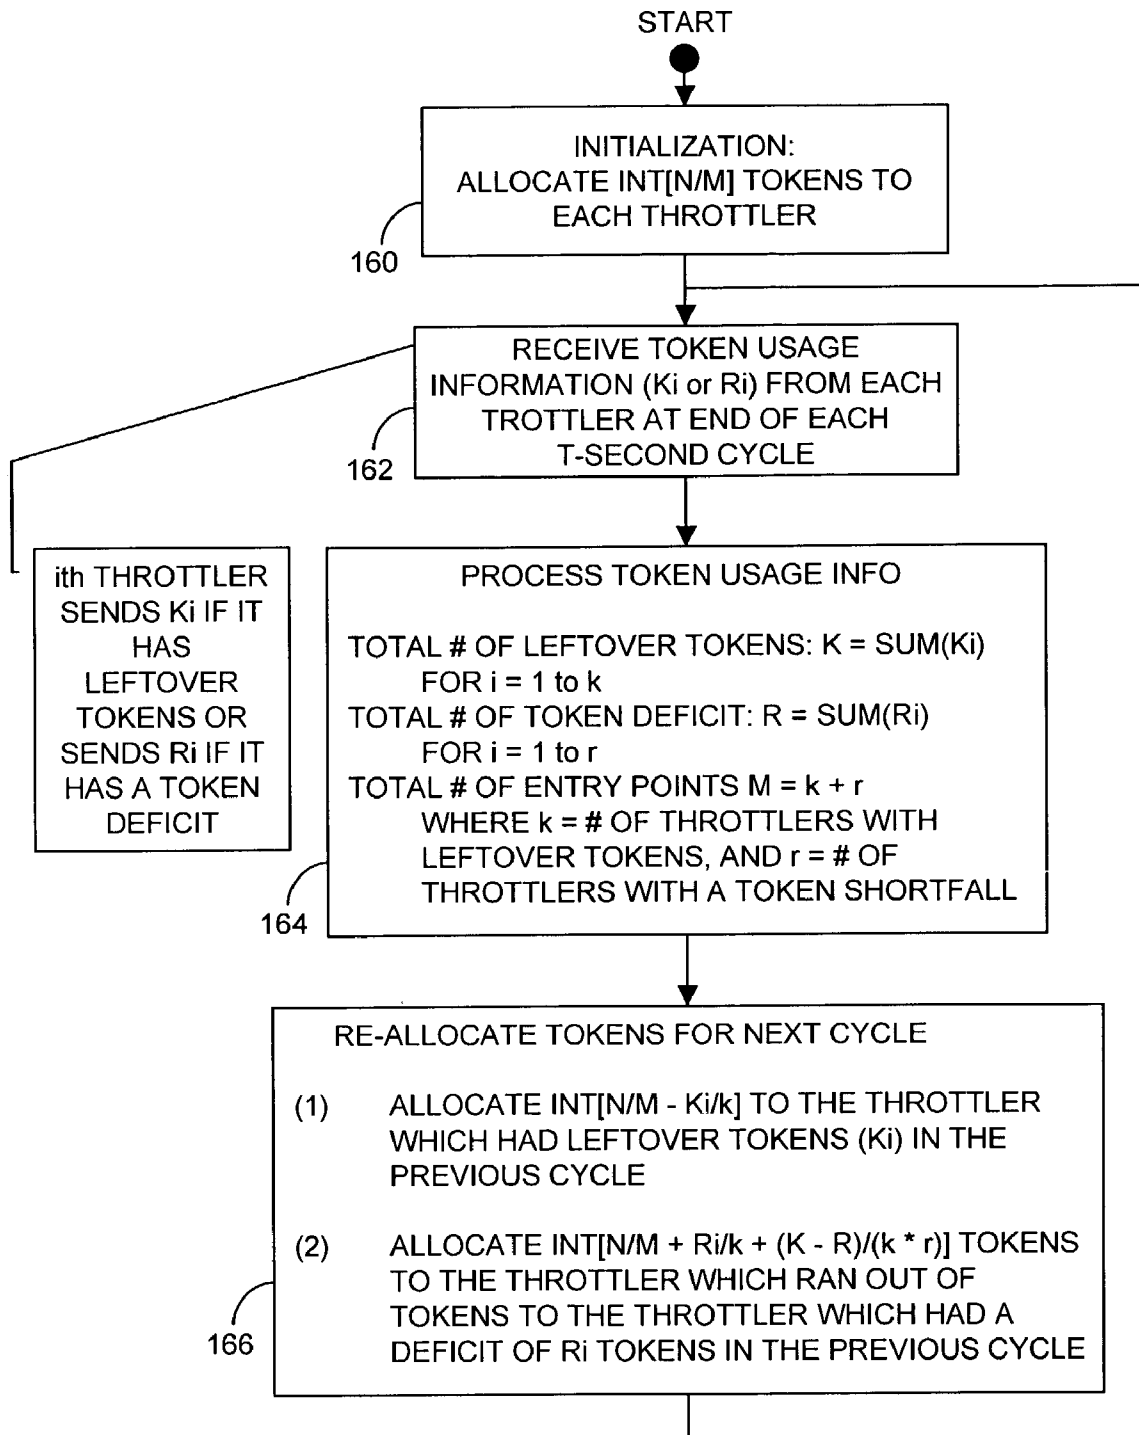 START
INITIALIZATION:
ALLOCATE INT[N/M] TOKENS TO
EACH THROTTLER
160
RECEIVE TOKEN USAGE
INFORMATION (Ki or Ri) FROM EACH
TROTTLER AT END OF EACH
T-SECOND CYCLE
162
ith THROTTLER
SENDS Ki IF IT
HAS
LEFTOVER
TOKENS OR
SENDS Ri IF IT
HAS A TOKEN
DEFICIT
PROCESS TOKEN USAGE INFO
TOTAL # OF LEFTOVER TOKENS: K = SUM(Ki)
FOR i = 1 to k
TOTAL # OF TOKEN DEFICIT: R = SUM(Ri)
FOR i = 1 to r
TOTAL # OF ENTRY POINTS M = k + r
WHERE k = # OF THROTTLERS WITH
LEFTOVER TOKENS, AND r = # OF
THROTTLERS WITH A TOKEN SHORTFALL
164
RE-ALLOCATE TOKENS FOR NEXT CYCLE
(1) ALLOCATE INT[N/M - Ki/k] TO THE THROTTLER
WHICH HAD LEFTOVER TOKENS (Ki) IN THE
PREVIOUS CYCLE
(2) ALLOCATE INT[N/M + Ri/k + (K - R)/(k * r)] TOKENS
TO THE THROTTLER WHICH RAN OUT OF
TOKENS TO THE THROTTLER WHICH HAD A
DEFICIT OF Ri TOKENS IN THE PREVIOUS CYCLE
166